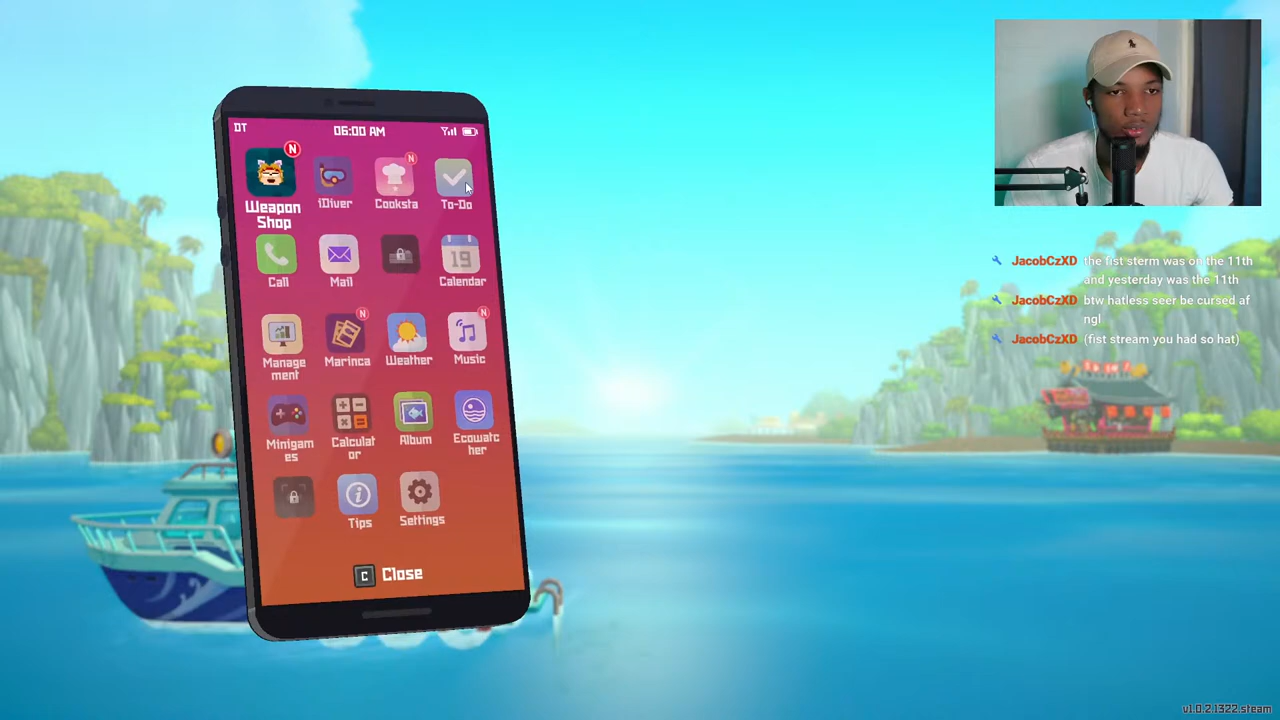 DT
06:00 AM
N
N
Weapon Shop
iDiver
Cooksta
To-Do
Call
Mail
19
Calendar
N
N
Manage
ment
Marinca
Weather
Music
Minigam
es
Calculat
or
Album
Ecowat
cher
Tips
Settings
C Close
JacobCzXD the fist sterm was on the 11th
and yesterday was the 11th
JacobCzXD btw hatless seer be cursed af
ngl
JacobCzXD (fist stream you had so hat)
v1.0.2.1322.steam